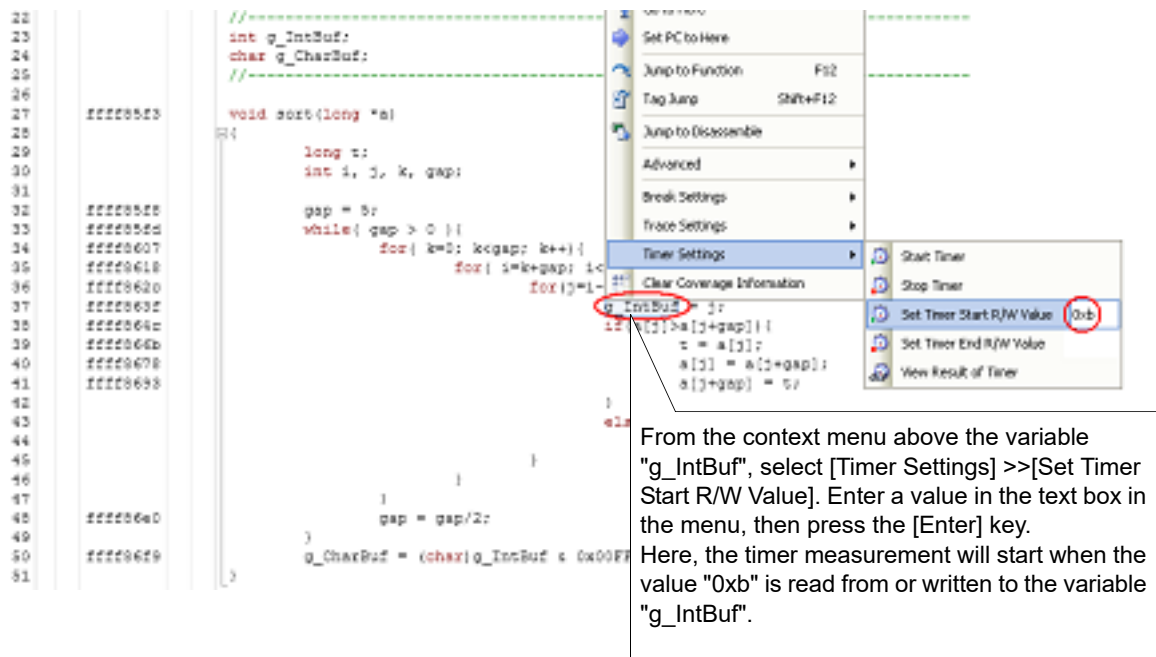 22 //
23 int g_IntBuf;
24 char g_CharBuf;
25 //
26
27 ffff85f3 void sort(long *a)
28 {
29 long t;
30 int i, j, k, gap;
31
32 ffff85f8 gap = 5;
33 ffff85fd while( gap > 0 ){
34 ffff8607 for( k=0; k<gap; k++){
35 ffff8618 for( i=k+gap; i<
36 ffff862c for(j=i-
37 ffff863f g_IntBuf = j;
38 ffff864c if(a[j]>a[j+gap]){
39 ffff866b t = a[j];
40 ffff8678 a[j] = a[j+gap];
41 ffff8693 a[j+gap] = t;
42 }
43 els
44
45 }
46 }
47 }
48 ffff86e0 gap = gap/2;
49 }
50 ffff86f9 g_CharBuf = (char)g_IntBuf & 0x00FF
51 }
Set PC to Here
Jump to Function F12
Tag Jump Shift+F12
Jump to Disassemble
Advanced
Break Settings
Trace Settings
Timer Settings
Clear Coverage Information
Start Timer
Stop Timer
Set Timer Start R/W Value 0xb
Set Timer End R/W Value
View Result of Timer
From the context menu above the variable
"g_IntBuf", select [Timer Settings] >>[Set Timer
Start R/W Value]. Enter a value in the text box in
the menu, then press the [Enter] key.
Here, the timer measurement will start when the
value "0xb" is read from or written to the variable
"g_IntBuf".